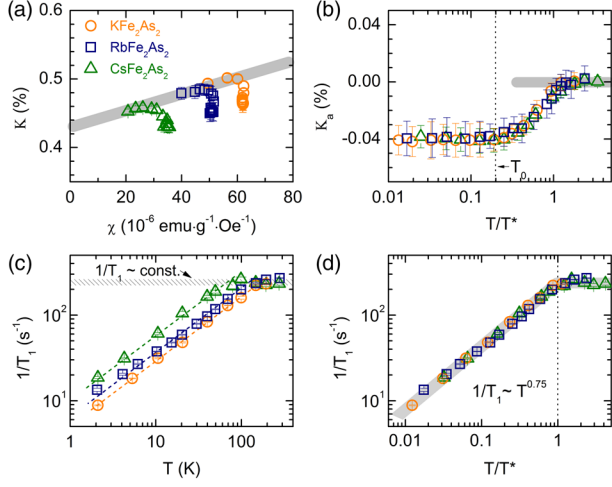 (a)
KFe₂As₂
RbFe₂As₂
CsFe₂As₂
0.6
0.5
0.4
K (%)
0 20 40 60 80
χ (10⁻⁶ emu·g⁻¹·Oe⁻¹)
(b)
0.04
0.00
-0.04
-0.08
Kₐ (%)
T₀
0.01 0.1 1
T/T*
(c)
1/T₁ ~ const.
10²
10¹
1/T₁ (s⁻¹)
1 10 100
T (K)
(d)
10²
10¹
1/T₁ (s⁻¹)
1/T₁ ~ T⁰·⁷⁵
0.01 0.1 1
T/T*